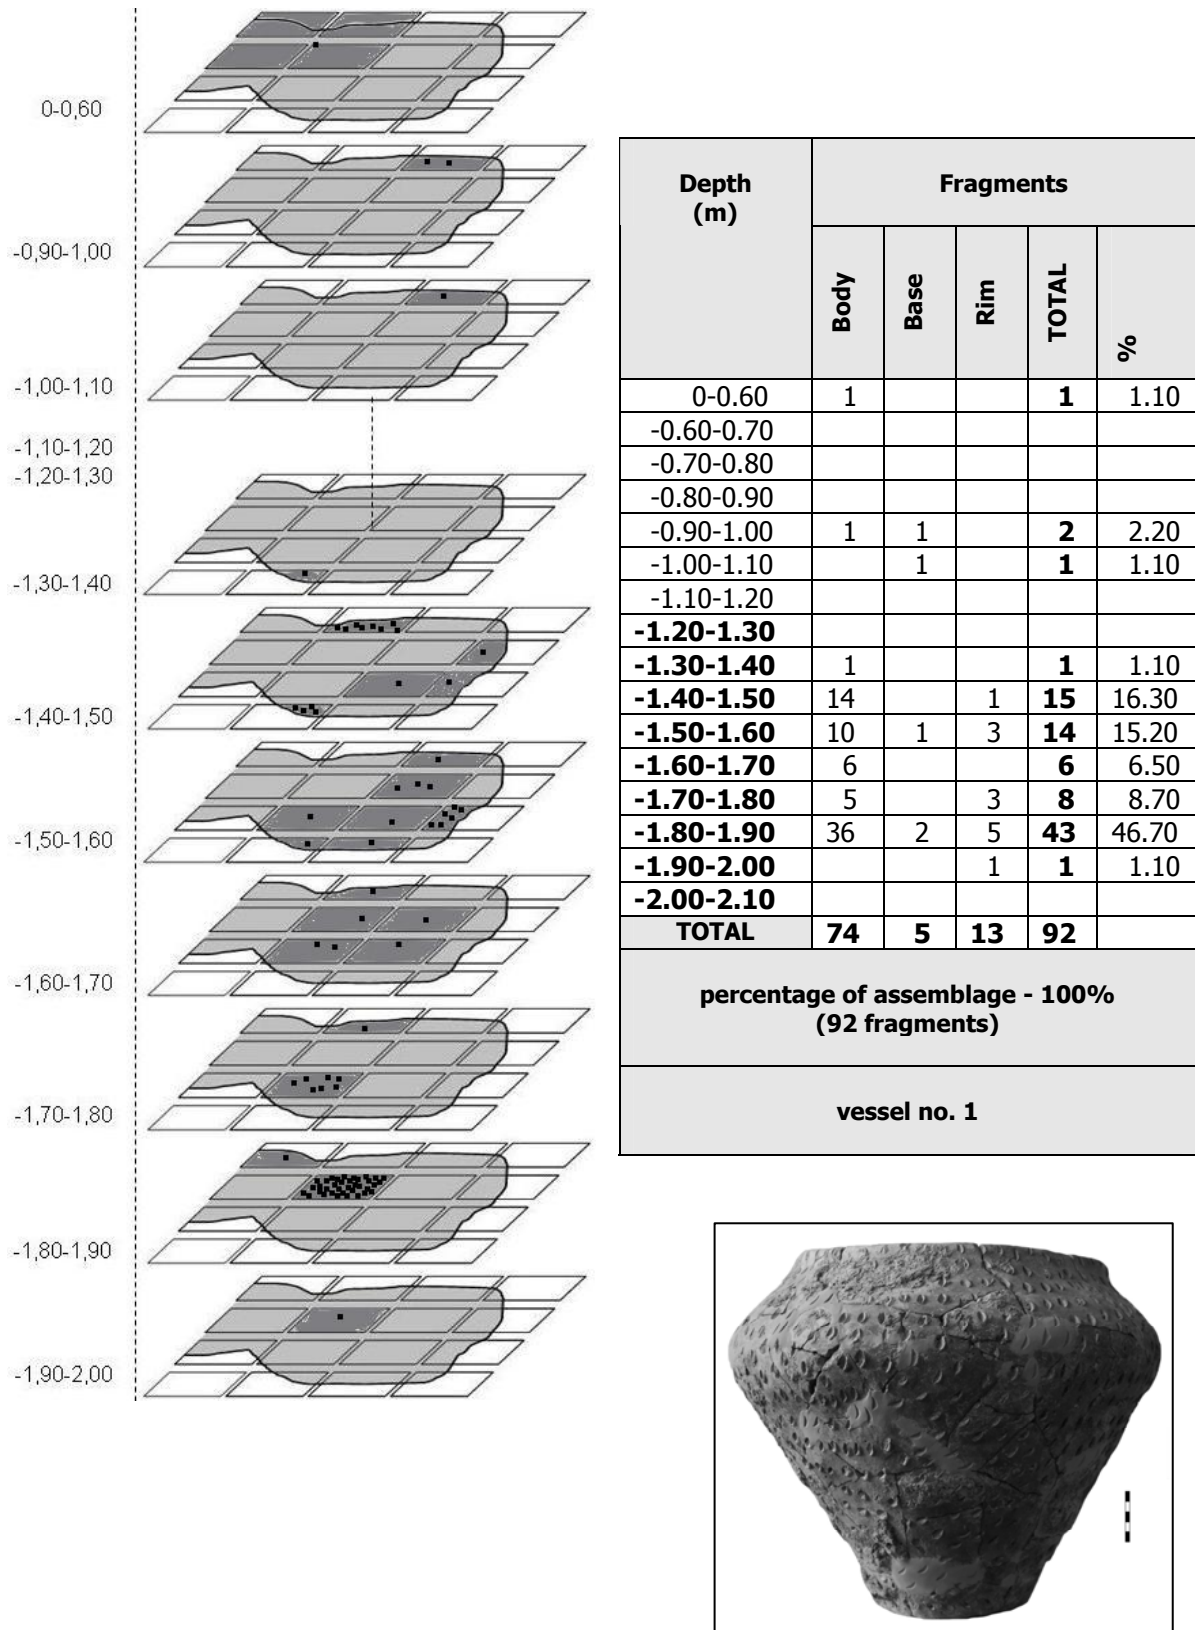 0-0,60
-0,90-1,00
-1,00-1,10
-1,10-1,20
-1,20-1,30
-1,30-1,40
-1,40-1,50
-1,50-1,60
-1,60-1,70
-1,70-1,80
-1,80-1,90
-1,90-2,00
Depth (m) Fragments
Body Base Rim TOTAL %
0-0.60 1 1 1.10
-0.60-0.70
-0.70-0.80
-0.80-0.90
-0.90-1.00 1 1 2 2.20
-1.00-1.10 1 1 1.10
-1.10-1.20
-1.20-1.30
-1.30-1.40 1 1 1.10
-1.40-1.50 14 1 15 16.30
-1.50-1.60 10 1 3 14 15.20
-1.60-1.70 6 6 6.50
-1.70-1.80 5 3 8 8.70
-1.80-1.90 36 2 5 43 46.70
-1.90-2.00 1 1 1.10
-2.00-2.10
TOTAL 74 5 13 92
percentage of assemblage - 100%
(92 fragments)
vessel no. 1